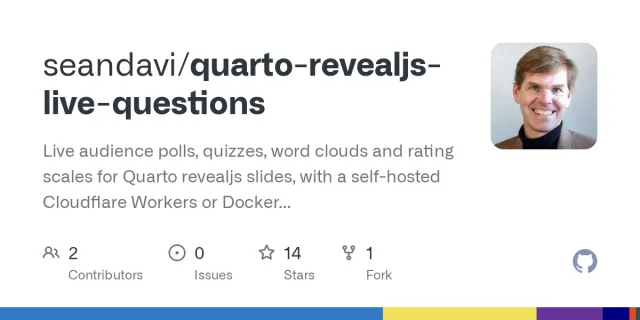 seandavi/quarto-revealjs-
live-questions
Live audience polls, quizzes, word clouds and rating
scales for Quarto revealjs slides, with a self-hosted
Cloudflare Workers or Docker...
2 0 14 1
Contributors Issues Stars Fork